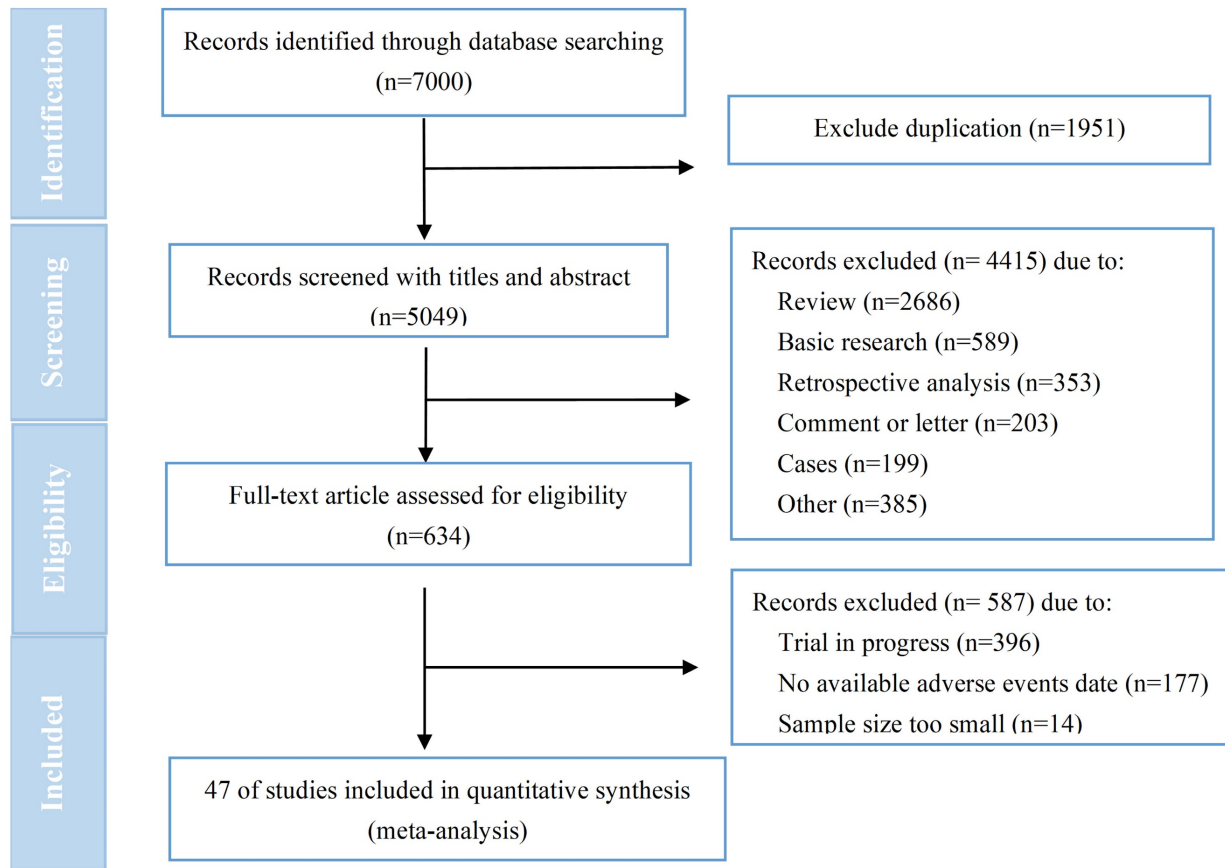 Identification
Records identified through database searching
(n=7000)
Exclude duplication (n=1951)
Screening
Records screened with titles and abstract
(n=5049)
Records excluded (n= 4415) due to:
Review (n=2686)
Basic research (n=589)
Retrospective analysis (n=353)
Comment or letter (n=203)
Cases (n=199)
Other (n=385)
Eligibility
Full-text article assessed for eligibility
(n=634)
Records excluded (n= 587) due to:
Trial in progress (n=396)
No available adverse events date (n=177)
Sample size too small (n=14)
Included
47 of studies included in quantitative synthesis
(meta-analysis)